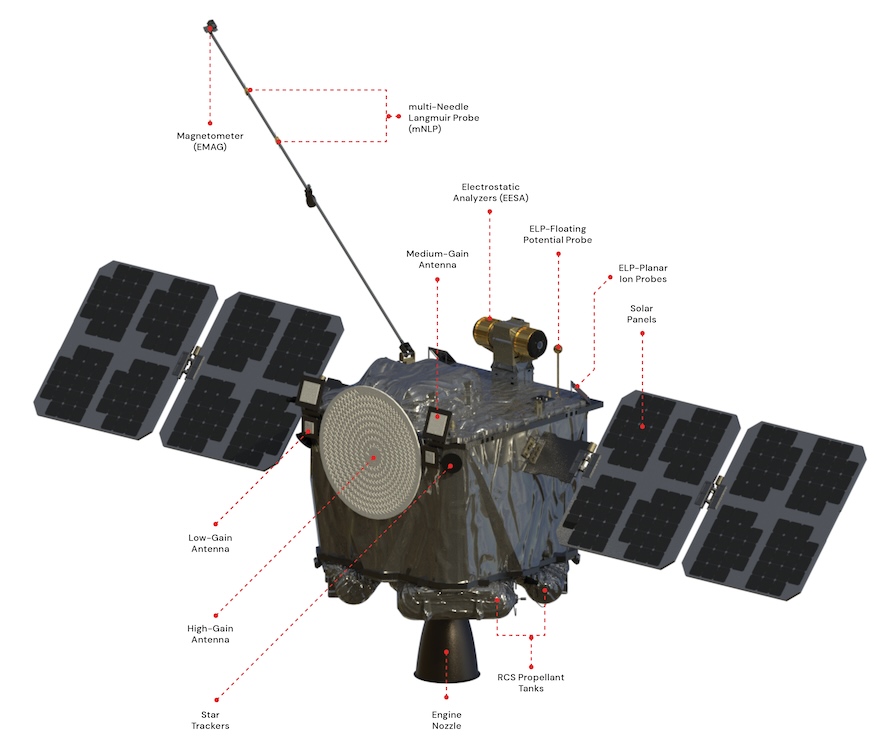 multi-Needle
Langmuir Probe
(mNLP)
Magnetometer
(EMAG)
Electrostatic
Analyzers (EESA)
ELP-Floating
Potential Probe
Medium-Gain
Antenna
ELP-Planar
Ion Probes
Solar
Panels
Low-Gain
Antenna
High-Gain
Antenna
RCS Propellant
Tanks
Star
Trackers
Engine
Nozzle